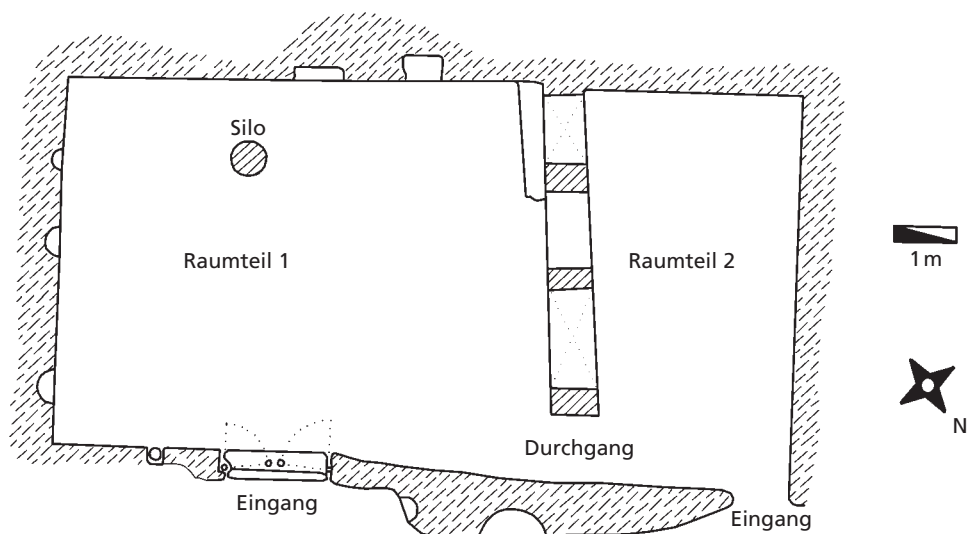 Silo
Raumteil 1
Raumteil 2
1 m
N
Durchgang
Eingang
Eingang